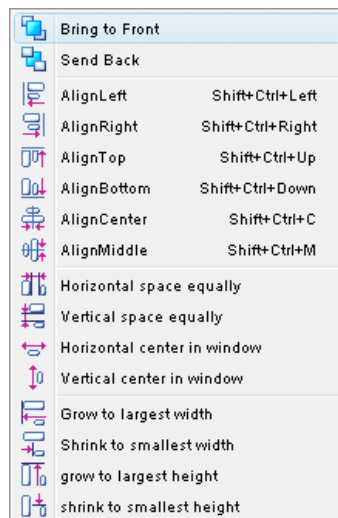 Bring to Front
Send Back
AlignLeft Shift+Ctrl+Left
AlignRight Shift+Ctrl+Right
AlignTop Shift+Ctrl+Up
AlignBottom Shift+Ctrl+Down
AlignCenter Shift+Ctrl+C
AlignMiddle Shift+Ctrl+M
Horizontal space equally
Vertical space equally
Horizontal center in window
Vertical center in window
Grow to largest width
Shrink to smallest width
grow to largest height
shrink to smallest height